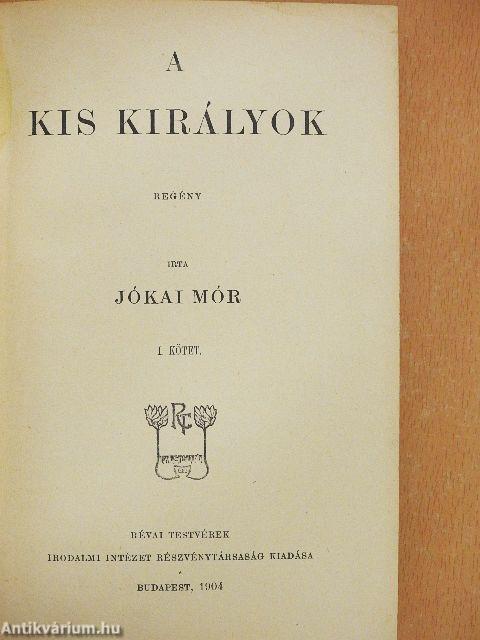 A
KIS KIRÁLYOK
REGÉNY
IRTA
JÓKAI MÓR
I. KÖTET.
RÉVAI TESTVÉREK
IRODALMI INTÉZET RÉSZVÉNYTÁRSASÁG KIADÁSA
BUDAPEST, 1904
Antikvárium.hu